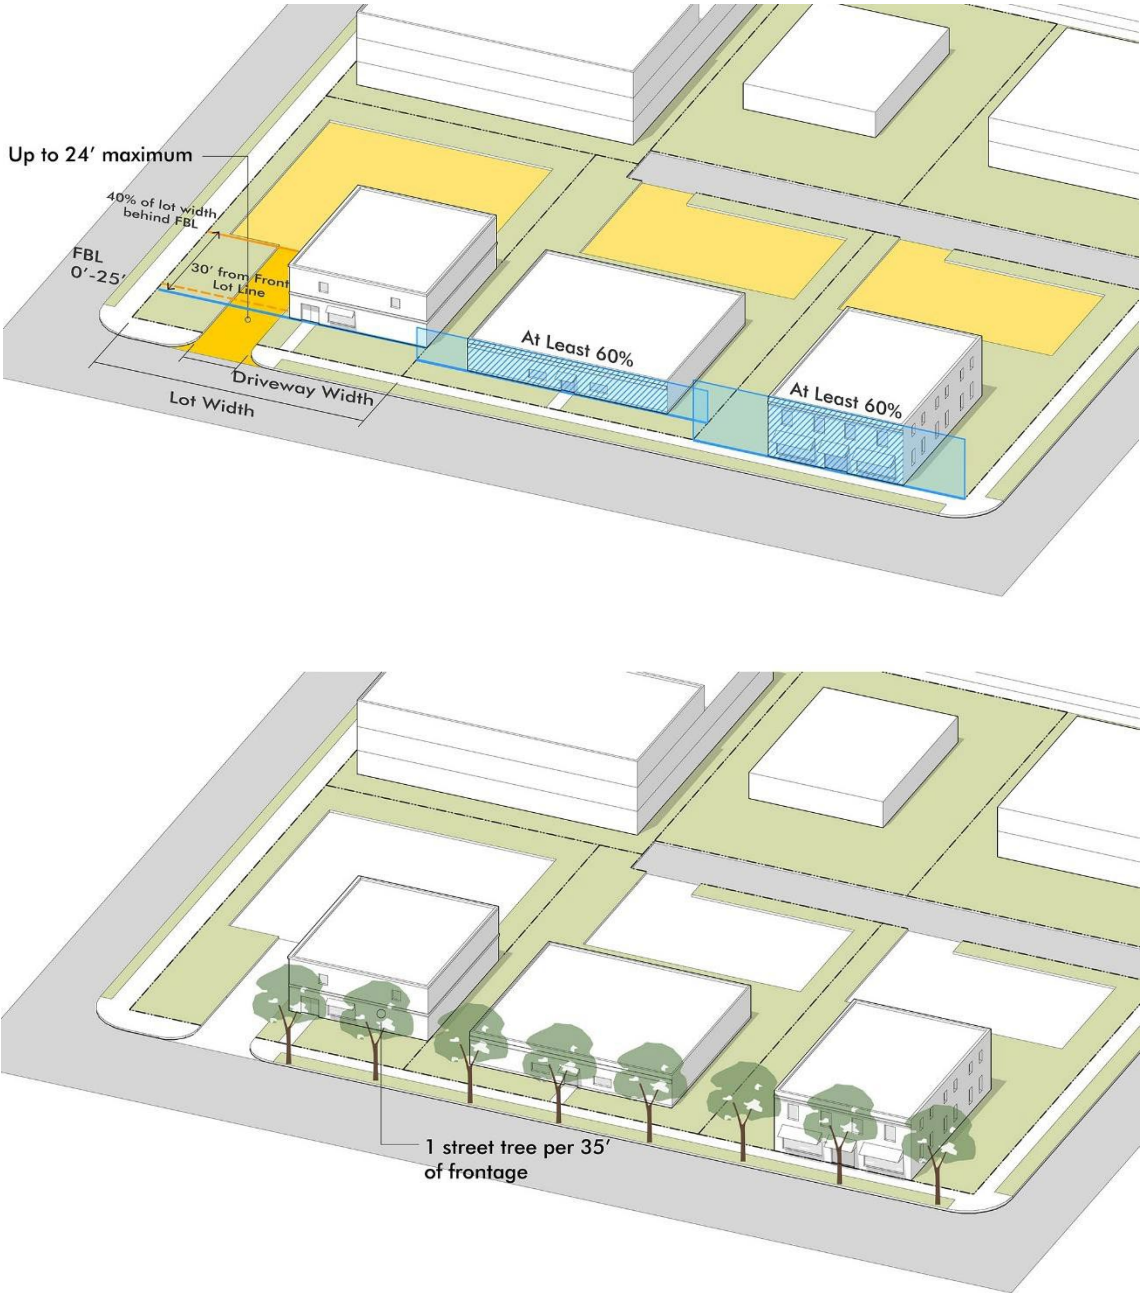 Up to 24’ maximum
40% of lot width
behind FBL
FBL
0’-25’
30’ from Front
Lot Line
At Least 60%
At Least 60%
Driveway Width
Lot Width
1 street tree per 35’
of frontage